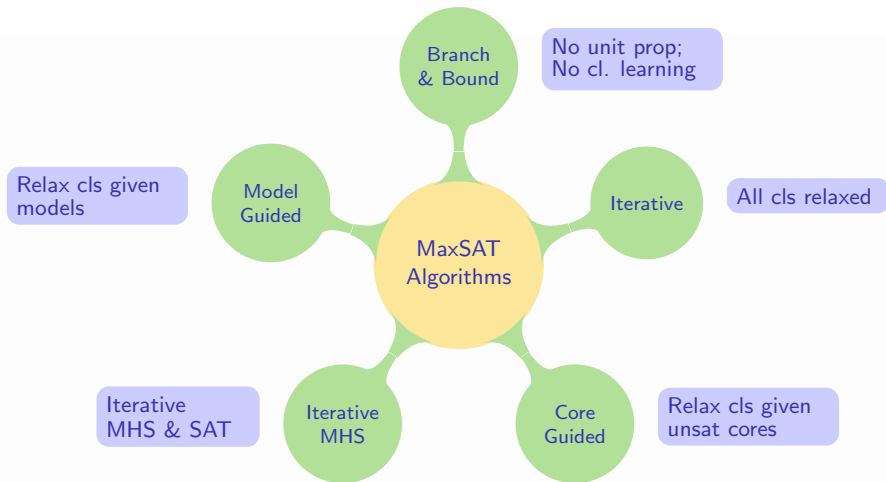 Branch
& Bound
No unit prop;
No cl. learning
Relax cls given
models
Model
Guided
Iterative
All cls relaxed
MaxSAT
Algorithms
Iterative
MHS & SAT
Iterative
MHS
Core
Guided
Relax cls given
unsat cores